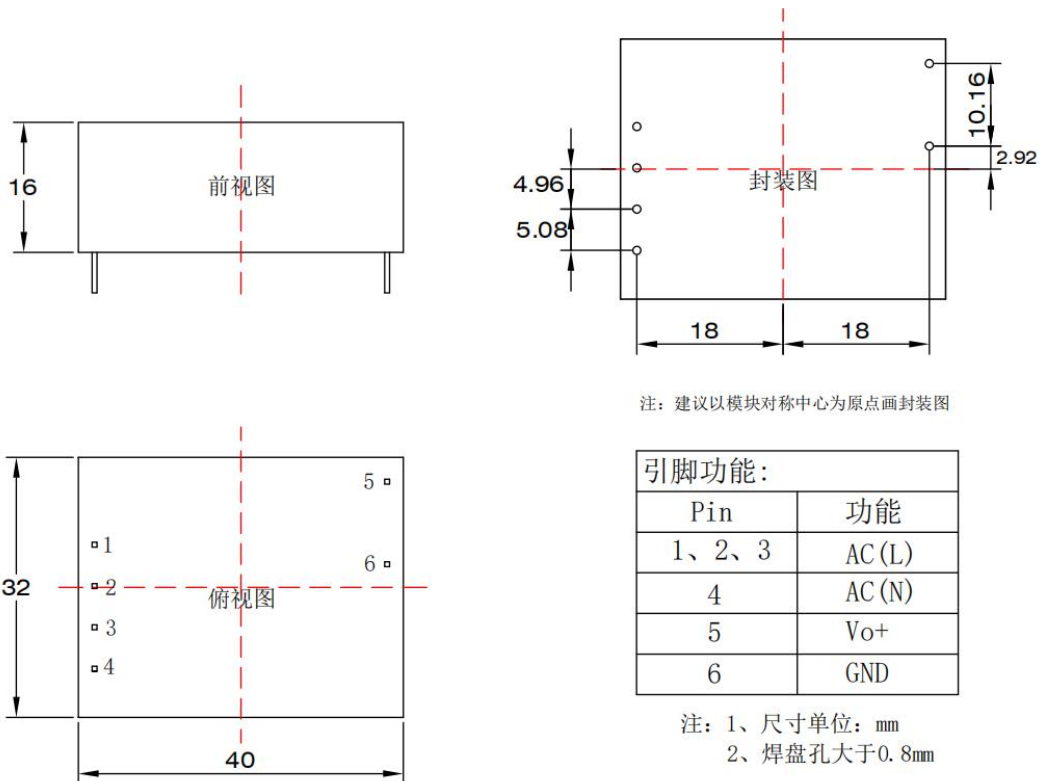 16
前视图
4.96
5.08
封装图
10.16
2.92
18
18
注: 建议以模块对称中心为原点画封装图
32
1
2
3
4
5
6
俯视图
40
引脚功能:
Pin 功能
1、2、3 AC(L)
4 AC(N)
5 Vo+
6 GND
注: 1、尺寸单位: mm
2、焊盘孔大于0.8mm